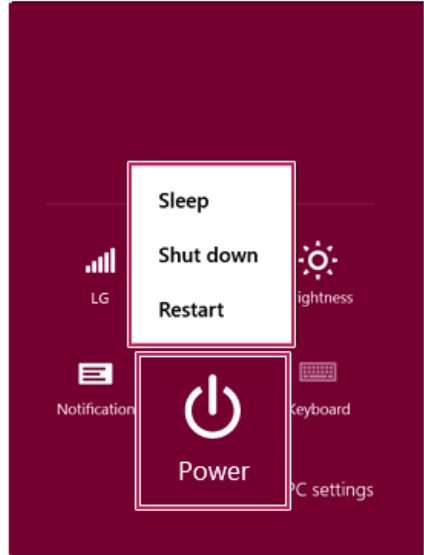 Sleep
Shut down
Restart
LG
ightness
Notification
Keyboard
Power
PC settings